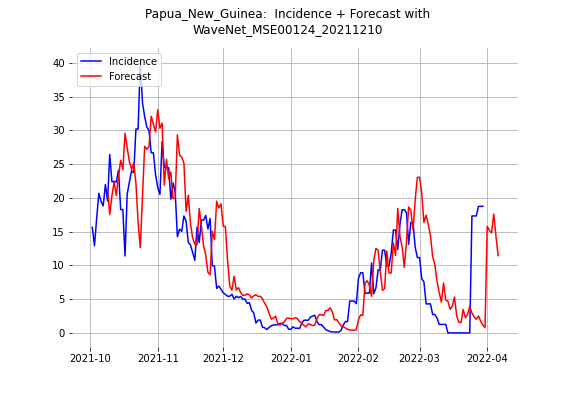 Papua_New_Guinea:  Incidence + Forecast with
WaveNet_MSE00124_20211210
Incidence
Forecast
40
35
30
25
20
15
10
5
0
2021-10 2021-11 2021-12 2022-01 2022-02 2022-03 2022-04